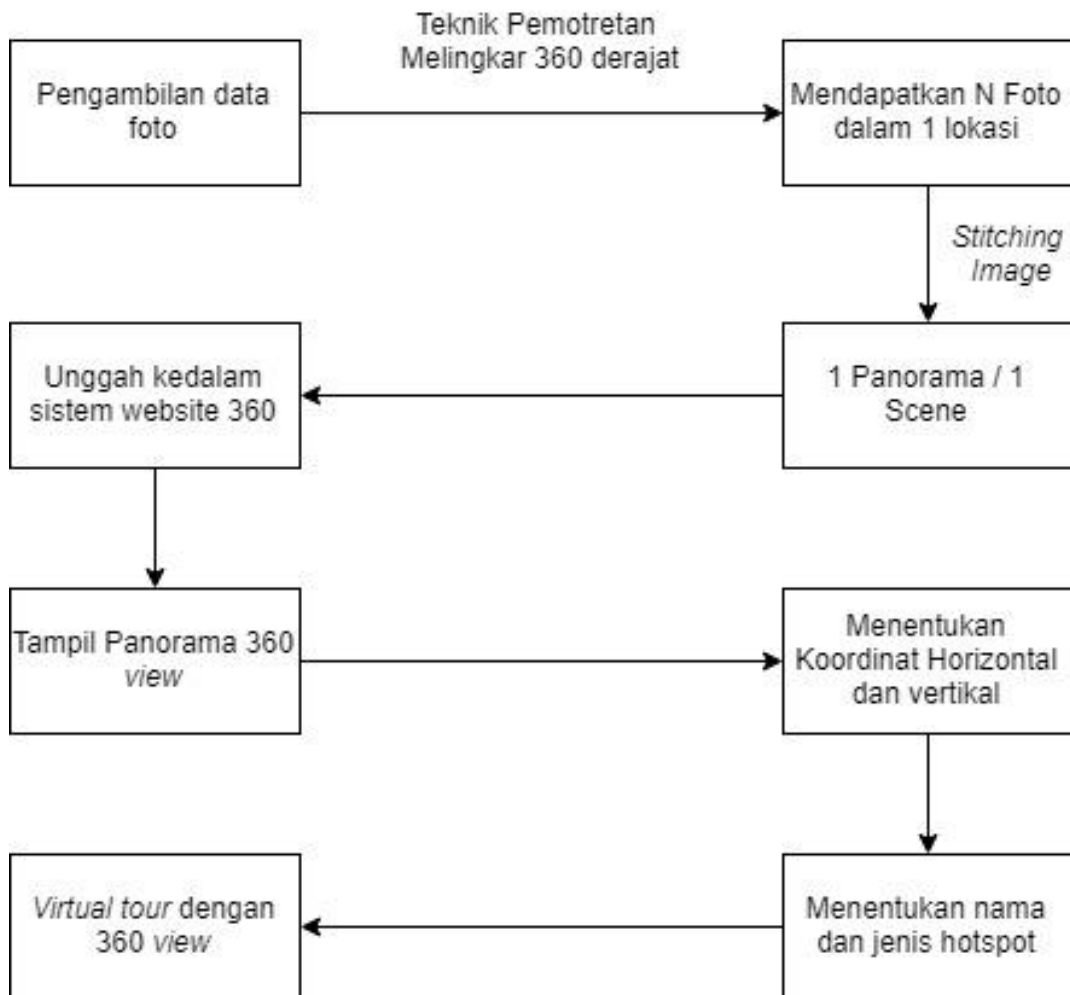 Pengambilan data
foto
Teknik Pemotretan
Melingkar 360 derajat
Mendapatkan N Foto
dalam 1 lokasi
Stitching
Image
1 Panorama / 1
Scene
Unggah kedalam
sistem website 360
Tampil Panorama 360
view
Menentukan
Koordinat Horizontal
dan vertikal
Menentukan nama
dan jenis hotspot
Virtual tour dengan
360 view